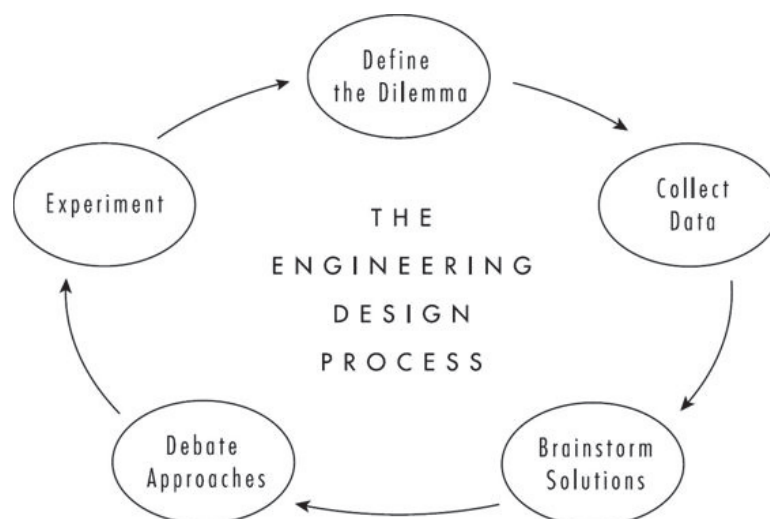 Define
the Dilemma
Collect
Data
Brainstorm
Solutions
Debate
Approaches
Experiment
THE
ENGINEERING
DESIGN
PROCESS